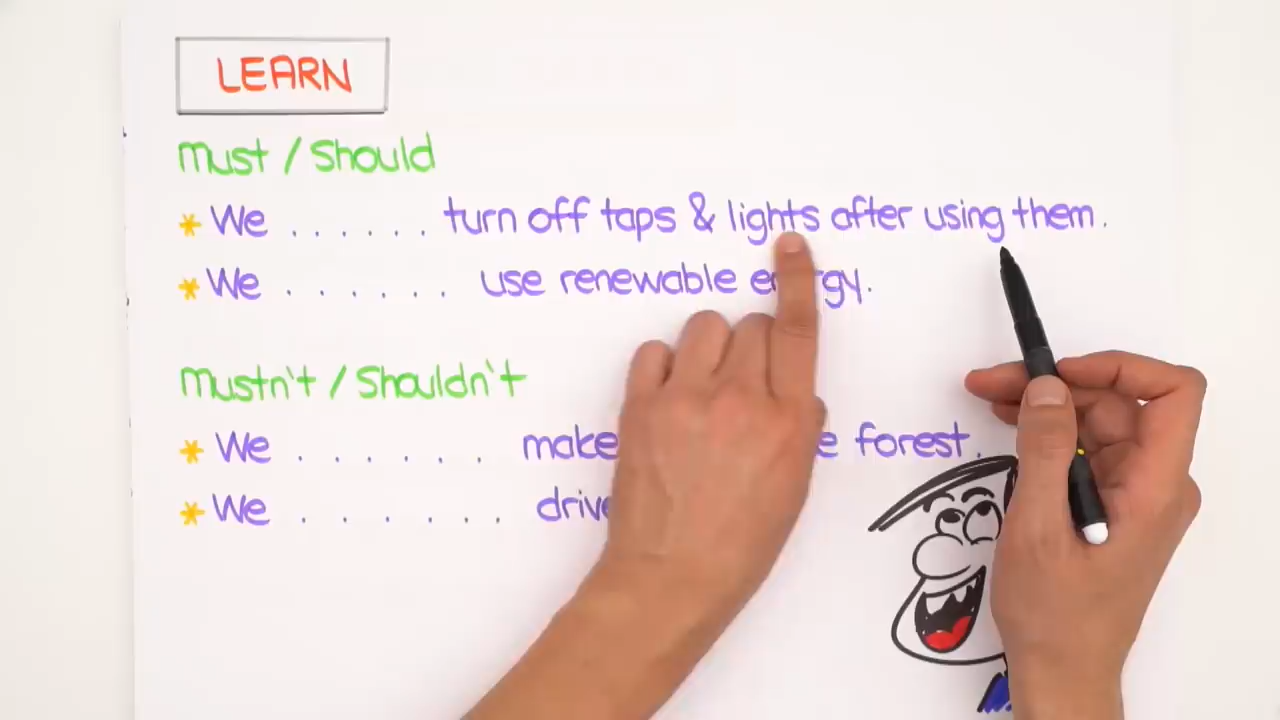 LEARN
Must / Should
* We ...... turn off taps & lights after using them.
* We ...... use renewable energy.
Mustn't / Shouldn't
* We ...... make forest.
* We ...... drive